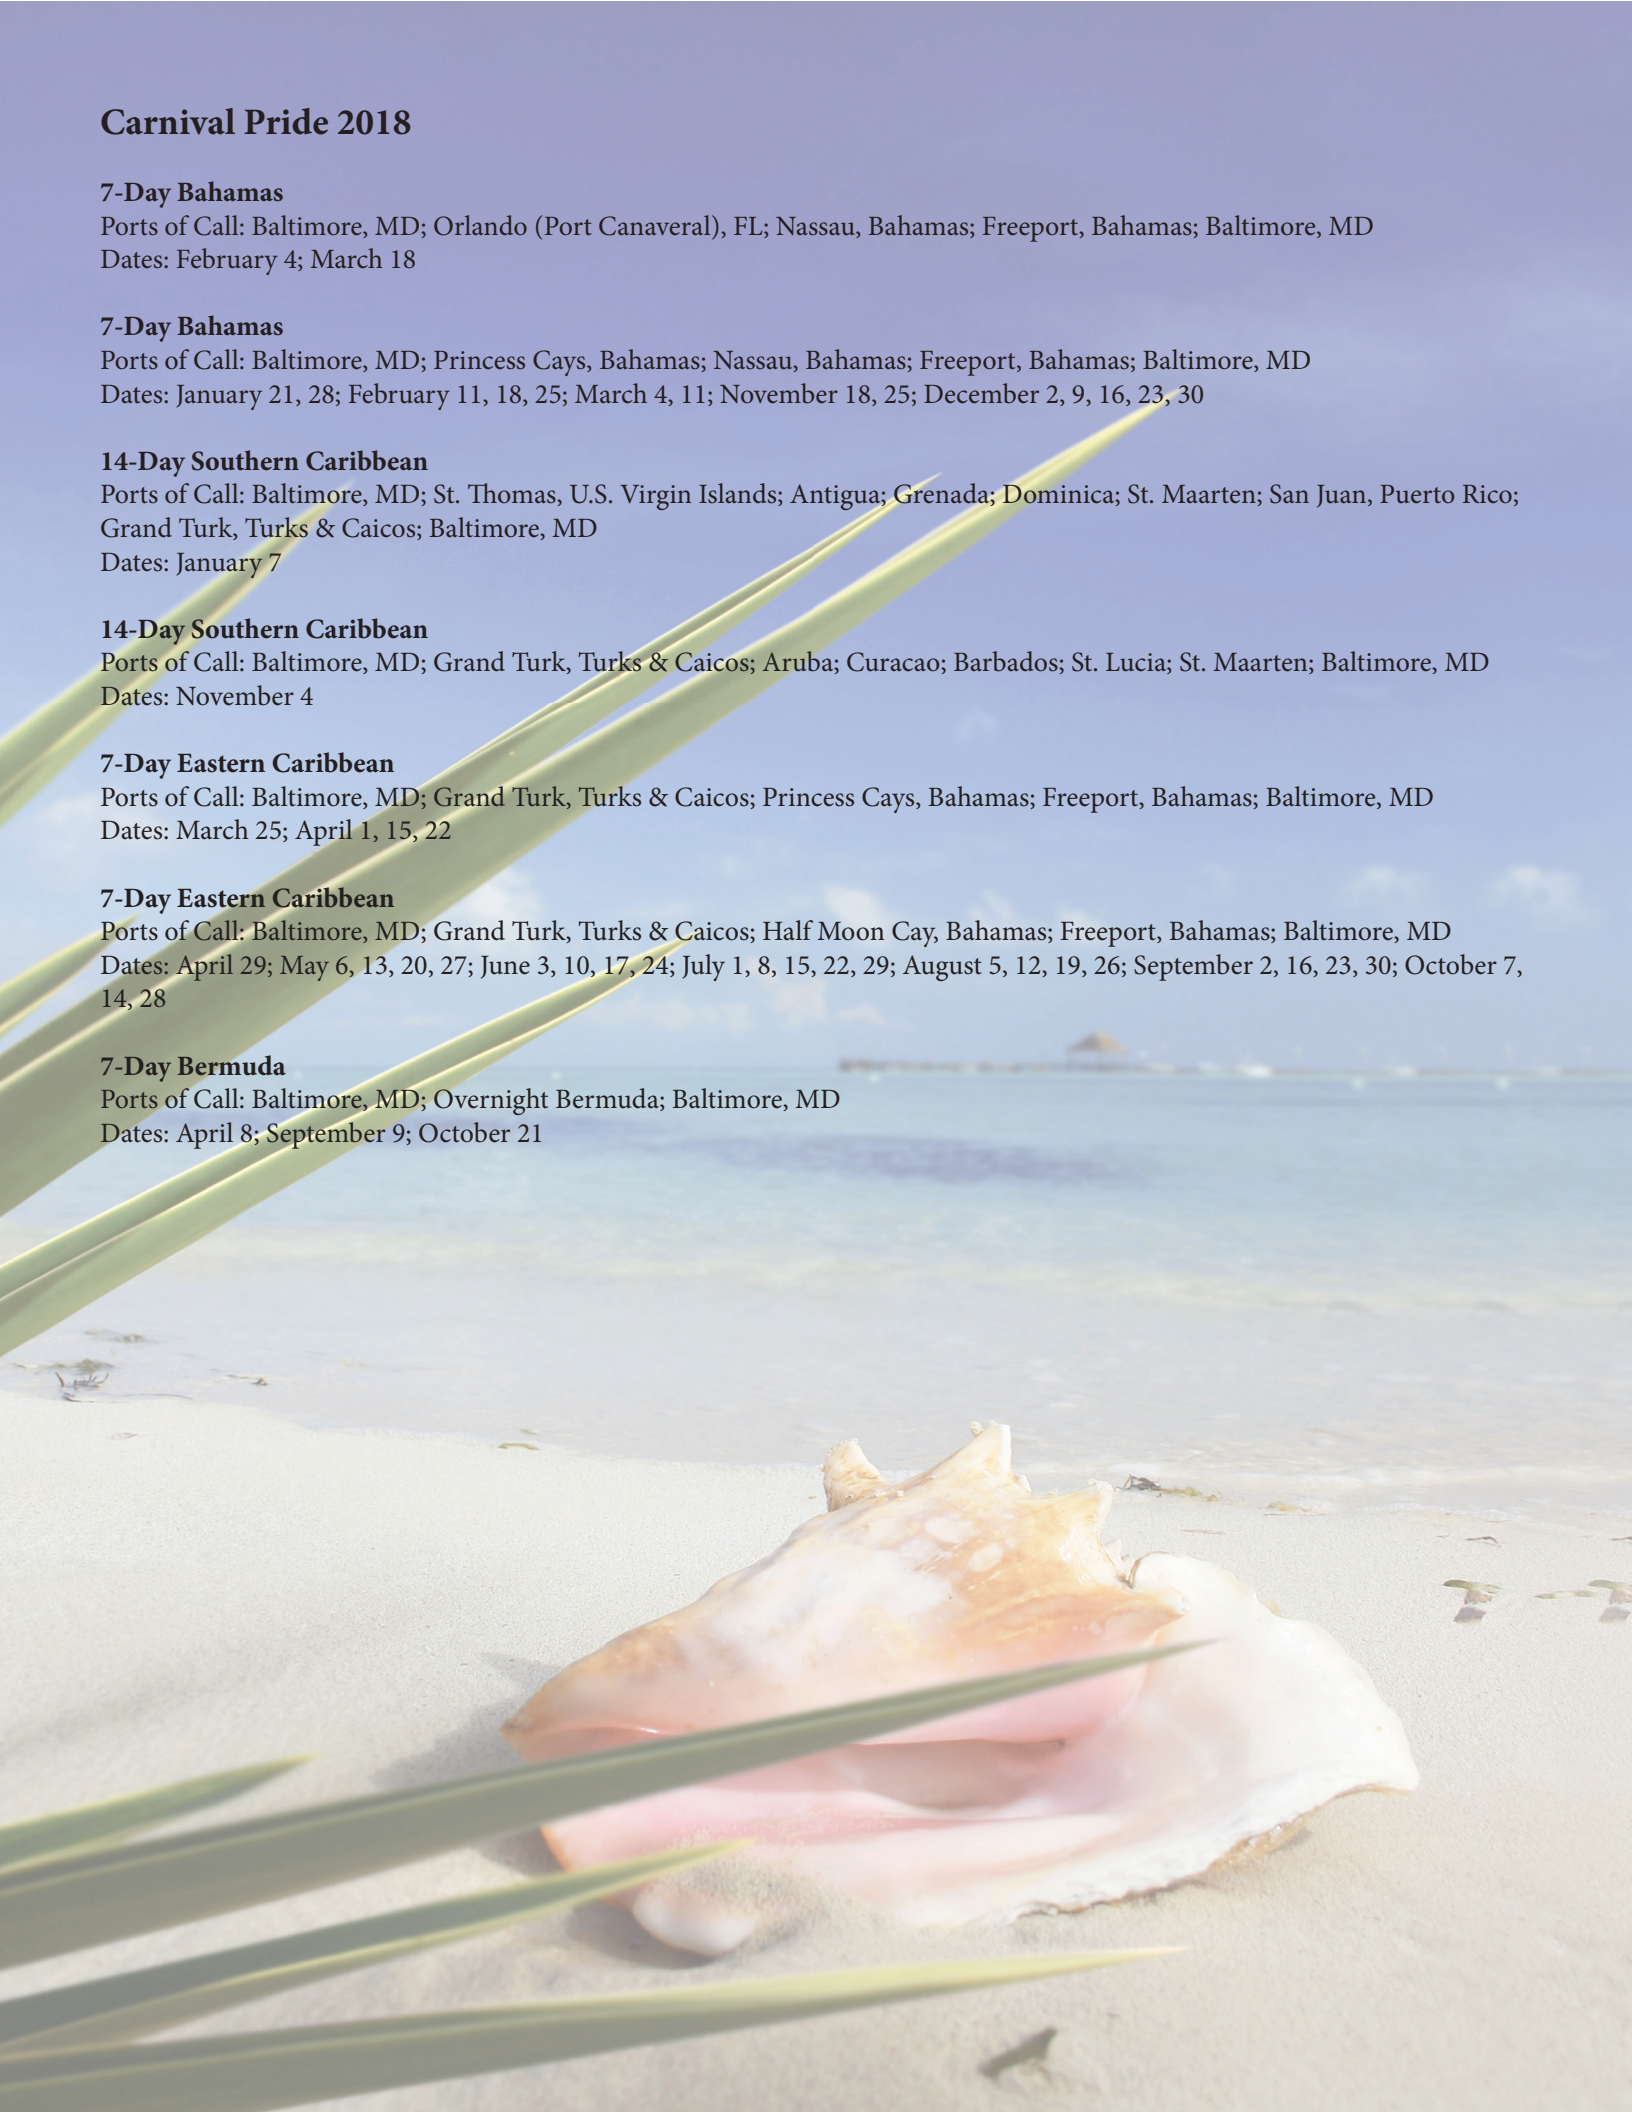 Carnival Pride 2018
7-Day Bahamas
Ports of Call: Baltimore, MD; Orlando (Port Canaveral), FL; Nassau, Bahamas; Freeport, Bahamas; Baltimore, MD
Dates: February 4; March 18
7-Day Bahamas
Ports of Call: Baltimore, MD; Princess Cays, Bahamas; Nassau, Bahamas; Freeport, Bahamas; Baltimore, MD
Dates: January 21, 28; February 11, 18, 25; March 4, 11; November 18, 25; December 2, 9, 16, 23, 30
14-Day Southern Caribbean
Ports of Call: Baltimore, MD; St. Thomas, U.S. Virgin Islands; Antigua; Grenada; Dominica; St. Maarten; San Juan, Puerto Rico;
Grand Turk, Turks & Caicos; Baltimore, MD
Dates: January 7
14-Day Southern Caribbean
Ports of Call: Baltimore, MD; Grand Turk, Turks & Caicos; Aruba; Curacao; Barbados; St. Lucia; St. Maarten; Baltimore, MD
Dates: November 4
7-Day Eastern Caribbean
Ports of Call: Baltimore, MD; Grand Turk, Turks & Caicos; Princess Cays, Bahamas; Freeport, Bahamas; Baltimore, MD
Dates: March 25; April 1, 15, 22
7-Day Eastern Caribbean
Ports of Call: Baltimore, MD; Grand Turk, Turks & Caicos; Half Moon Cay, Bahamas; Freeport, Bahamas; Baltimore, MD
Dates: April 29; May 6, 13, 20, 27; June 3, 10, 17, 24; July 1, 8, 15, 22, 29; August 5, 12, 19, 26; September 2, 16, 23, 30; October 7,
14, 28
7-Day Bermuda
Ports of Call: Baltimore, MD; Overnight Bermuda; Baltimore, MD
Dates: April 8; September 9; October 21